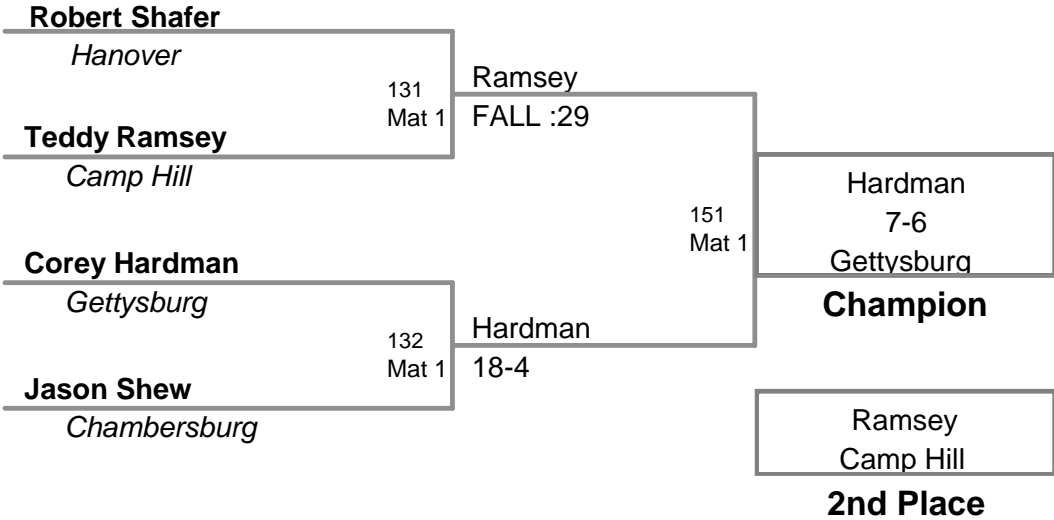 Robert Shafer
Hanover
131
Mat 1
Ramsey
FALL :29
Teddy Ramsey
Camp Hill
151
Mat 1
Hardman
7-6
Gettysburg
Champion
Corey Hardman
Gettysburg
132
Mat 1
Hardman
18-4
Jason Shew
Chambersburg
Ramsey
Camp Hill
2nd Place